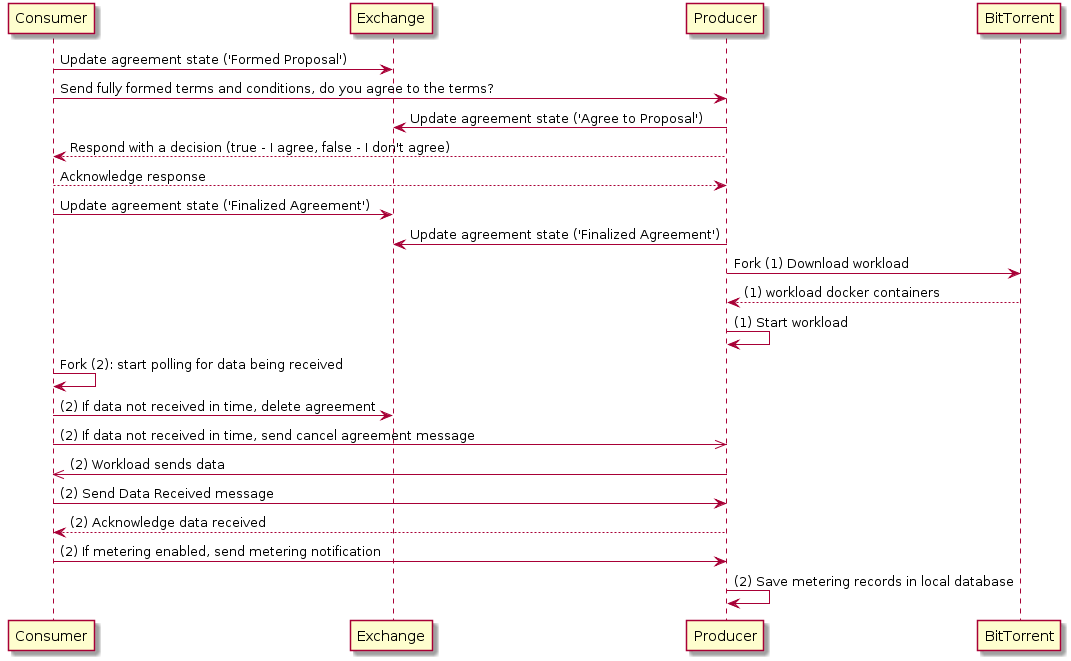 Consumer
Exchange
Producer
BitTorrent
Update agreement state ('Formed Proposal')
Send fully formed terms and conditions, do you agree to the terms?
Update agreement state ('Agree to Proposal')
Respond with a decision (true - I agree, false - I don't agree)
Acknowledge response
Update agreement state ('Finalized Agreement')
Update agreement state ('Finalized Agreement')
Fork (1) Download workload
(1) workload docker containers
(1) Start workload
Fork (2): start polling for data being received
(2) If data not received in time, delete agreement
(2) If data not received in time, send cancel agreement message
(2) Workload sends data
(2) Send Data Received message
(2) Acknowledge data received
(2) If metering enabled, send metering notification
(2) Save metering records in local database
Consumer
Exchange
Producer
BitTorrent